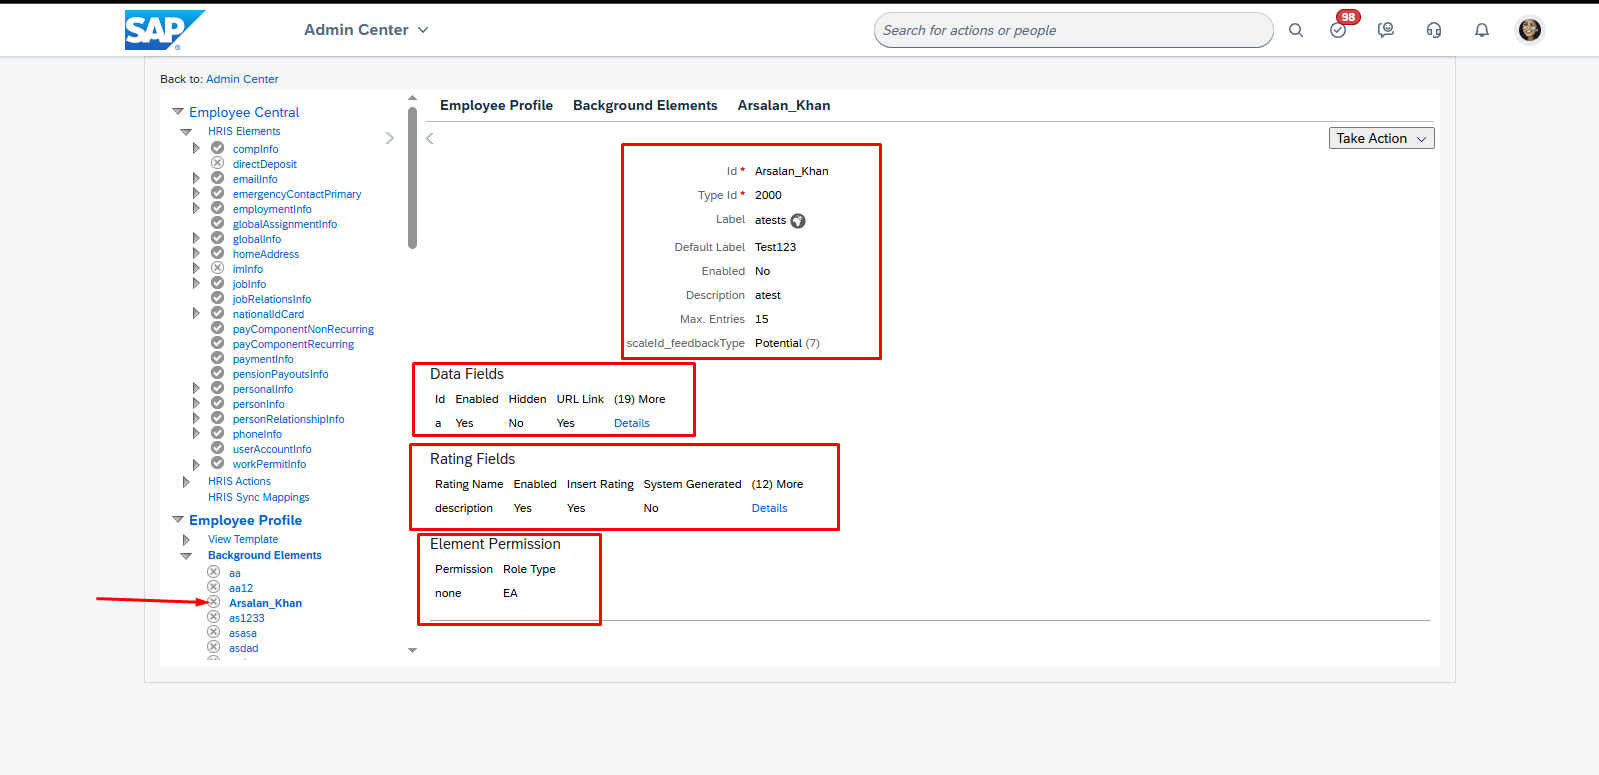 SAP
Admin Center
Search for actions or people
98
Back to: Admin Center
Employee Central
HRIS Elements
compInfo
directDeposit
emailInfo
emergencyContactPrimary
employmentInfo
globalAssignmentInfo
globalInfo
homeAddress
imInfo
jobInfo
jobRelationsInfo
nationalIdCard
payComponentNonRecurring
payComponentRecurring
paymentInfo
pensionPayoutsInfo
personalInfo
personInfo
personRelationshipInfo
phoneInfo
userAccountInfo
workPermitInfo
HRIS Actions
HRIS Sync Mappings
Employee Profile
View Template
Background Elements
aa
aa12
Arsalan_Khan
as1233
asasa
asdad
Employee Profile Background Elements Arsalan_Khan
Take Action
Id * Arsalan_Khan
Type Id * 2000
Label atests
Default Label Test123
Enabled No
Description atest
Max. Entries 15
scaleId_feedbackType Potential (7)
Data Fields
Id Enabled Hidden URL Link (19) More
a Yes No Yes Details
Rating Fields
Rating Name Enabled Insert Rating System Generated (12) More
description Yes Yes No Details
Element Permission
Permission Role Type
none EA